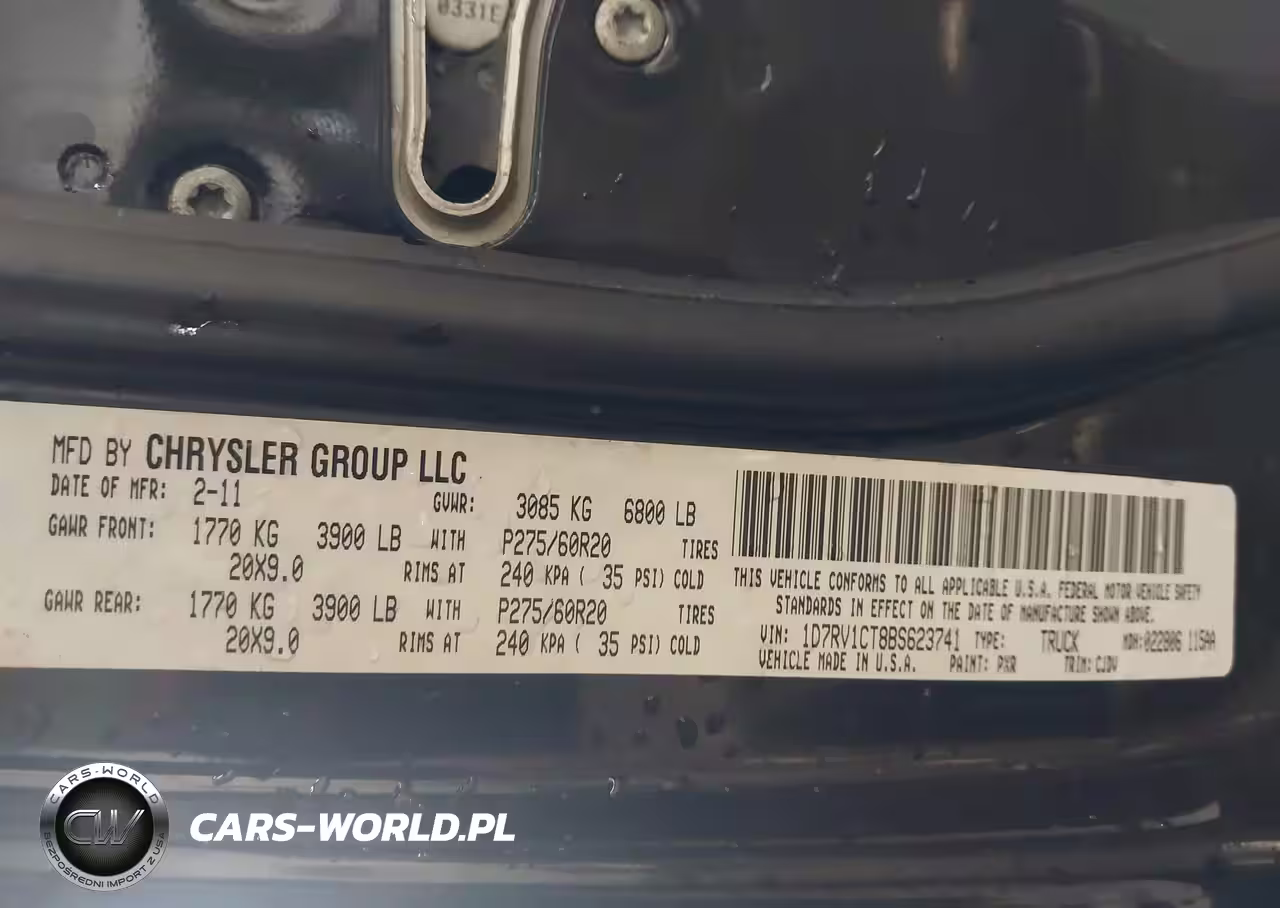 0331E
MFD BY CHRYSLER GROUP LLC
DATE OF MFR: 2-11 GVWR: 3085 KG 6800 LB
GAWR FRONT: 1770 KG 3900 LB WITH P275/60R20 TIRES
20X9.0 RIMS AT 240 KPA ( 35 PSI) COLD
GAWR REAR: 1770 KG 3900 LB WITH P275/60R20 TIRES
20X9.0 RIMS AT 240 KPA ( 35 PSI) COLD
THIS VEHICLE CONFORMS TO ALL APPLICABLE U.S.A. FEDERAL MOTOR VEHICLE SAFETY
STANDARDS IN EFFECT ON THE DATE OF MANUFACTURE SHOWN ABOVE.
VIN: 1D7RV1CT8BS623741 TYPE: TRUCK MDH:022806 115AA
VEHICLE MADE IN U.S.A. PAINT: PXR TRIM: CJDV
CARS-WORLD
CW
BEZPOŚREDNI IMPORT Z USA
CARS-WORLD.PL